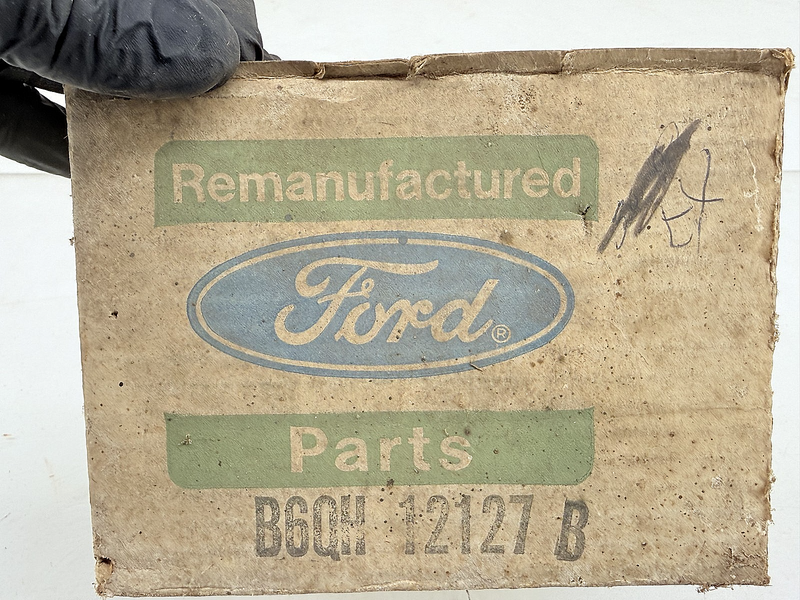 Remanufactured
Ford®
Parts
B6QH 12127 B